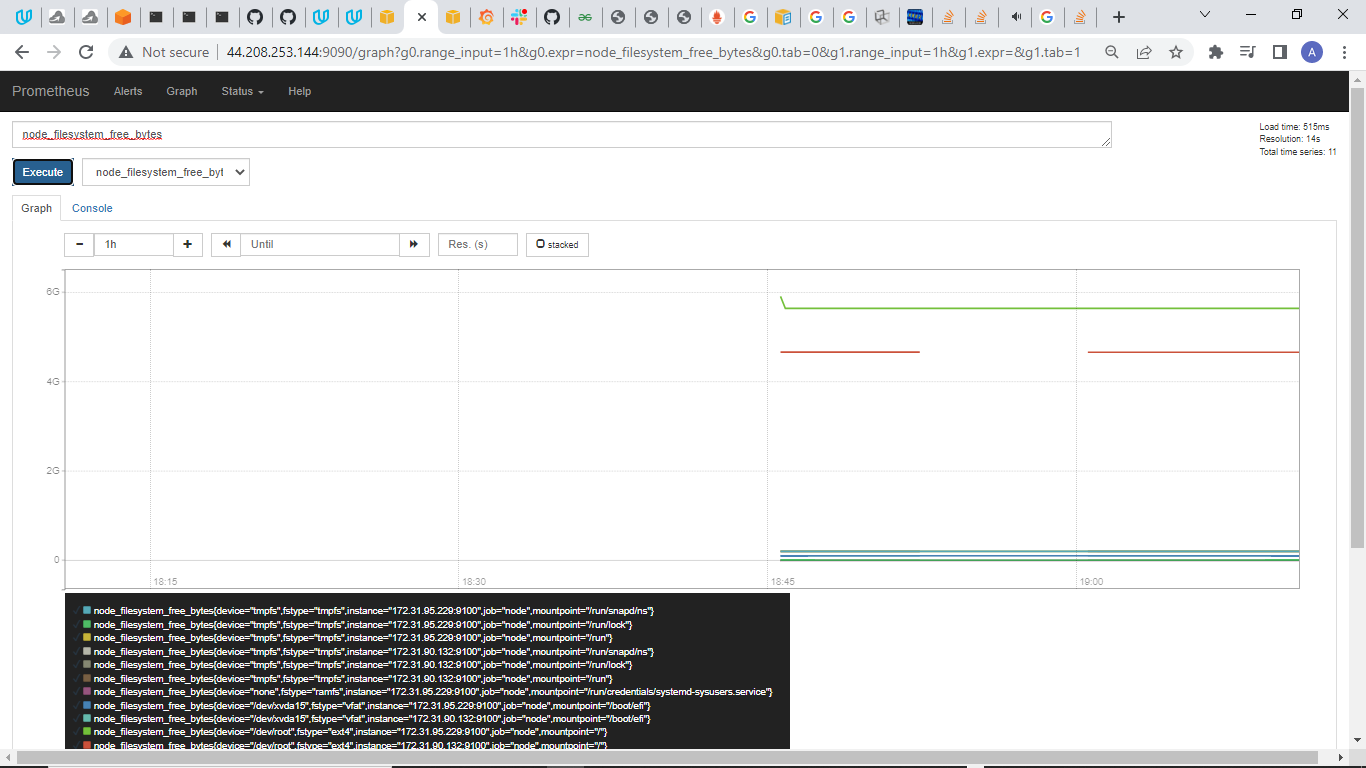 Not secure 44.208.253.144:9090/graph?g0.range_input=1h&g0.expr=node_filesystem_free_bytes&g0.tab=0&g1.range_input=1h&g1.expr=&g1.tab=1 A
Prometheus Alerts Graph Status Help
node_filesystem_free_bytes
Load time: 515ms
Resolution: 14s
Total time series: 11
Execute node_filesystem_free_byt
Graph Console
1h Until Res. (s) stacked
6G
4G
2G
0
18:15 18:30 18:45 19:00
node_filesystem_free_bytes{device="tmpfs",fstype="tmpfs",instance="172.31.95.229:9100",job="node",mountpoint="/run/snapd/ns"}
node_filesystem_free_bytes{device="tmpfs",fstype="tmpfs",instance="172.31.95.229:9100",job="node",mountpoint="/run/lock"}
node_filesystem_free_bytes{device="tmpfs",fstype="tmpfs",instance="172.31.95.229:9100",job="node",mountpoint="/run"}
node_filesystem_free_bytes{device="tmpfs",fstype="tmpfs",instance="172.31.90.132:9100",job="node",mountpoint="/run/snapd/ns"}
node_filesystem_free_bytes{device="tmpfs",fstype="tmpfs",instance="172.31.90.132:9100",job="node",mountpoint="/run/lock"}
node_filesystem_free_bytes{device="tmpfs",fstype="tmpfs",instance="172.31.90.132:9100",job="node",mountpoint="/run"}
node_filesystem_free_bytes{device="none",fstype="ramfs",instance="172.31.95.229:9100",job="node",mountpoint="/run/credentials/systemd-sysusers.service"}
node_filesystem_free_bytes{device="/dev/xvda15",fstype="vfat",instance="172.31.95.229:9100",job="node",mountpoint="/boot/efi"}
node_filesystem_free_bytes{device="/dev/xvda15",fstype="vfat",instance="172.31.90.132:9100",job="node",mountpoint="/boot/efi"}
node_filesystem_free_bytes{device="/dev/root",fstype="ext4",instance="172.31.95.229:9100",job="node",mountpoint="/"}
node_filesystem_free_bytes{device="/dev/root",fstype="ext4",instance="172.31.90.132:9100",job="node",mountpoint="/"}